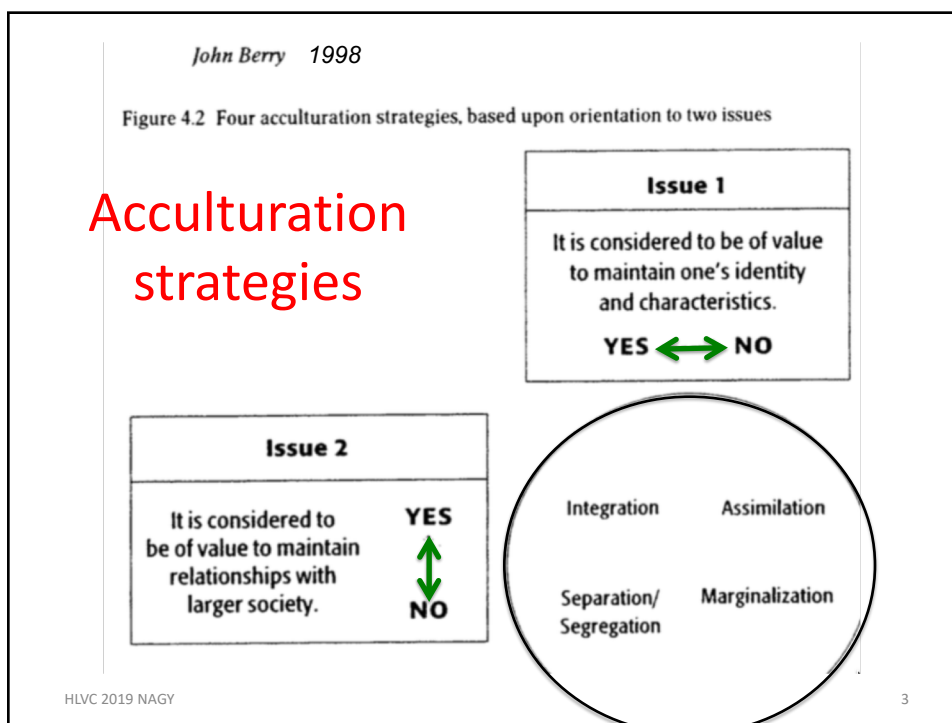 John Berry 1998
Figure 4.2 Four acculturation strategies, based upon orientation to two issues
Acculturation
strategies
Issue 1
It is considered to be of value
to maintain one's identity
and characteristics.
YES NO
Issue 2
It is considered to
be of value to maintain
relationships with
larger society.
YES
NO
Integration Assimilation
Separation/
Segregation
Marginalization
HLVC 2019 NAGY 3